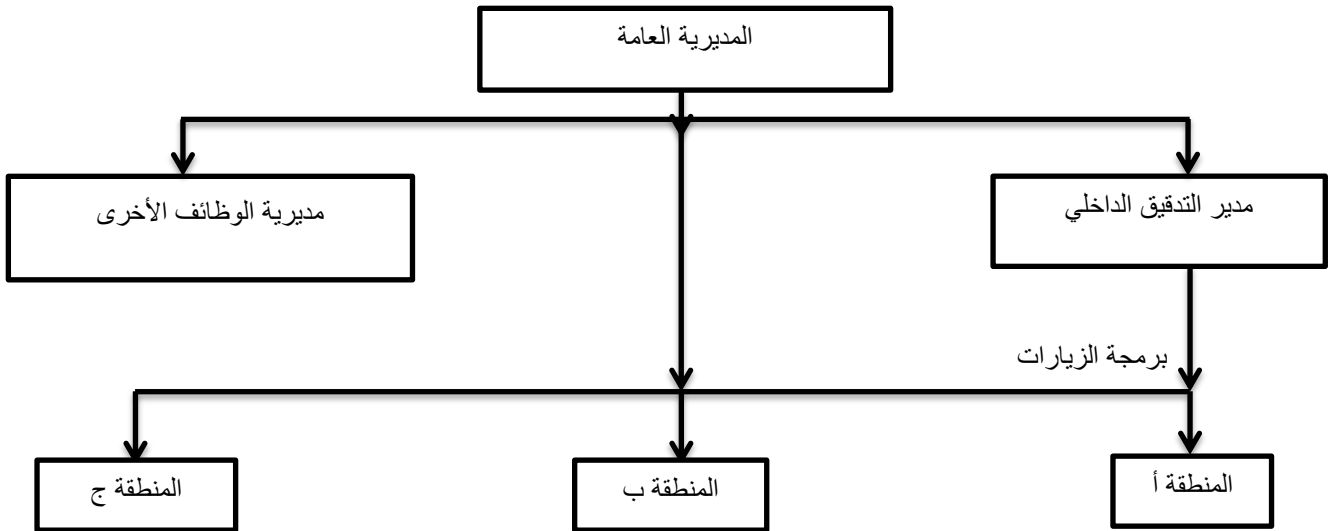 المديرية العامة
مدير التدقيق الداخلي
مديرية الوظائف الأخرى
برمجة الزيارات
المنطقة أ
المنطقة ب
المنطقة ج